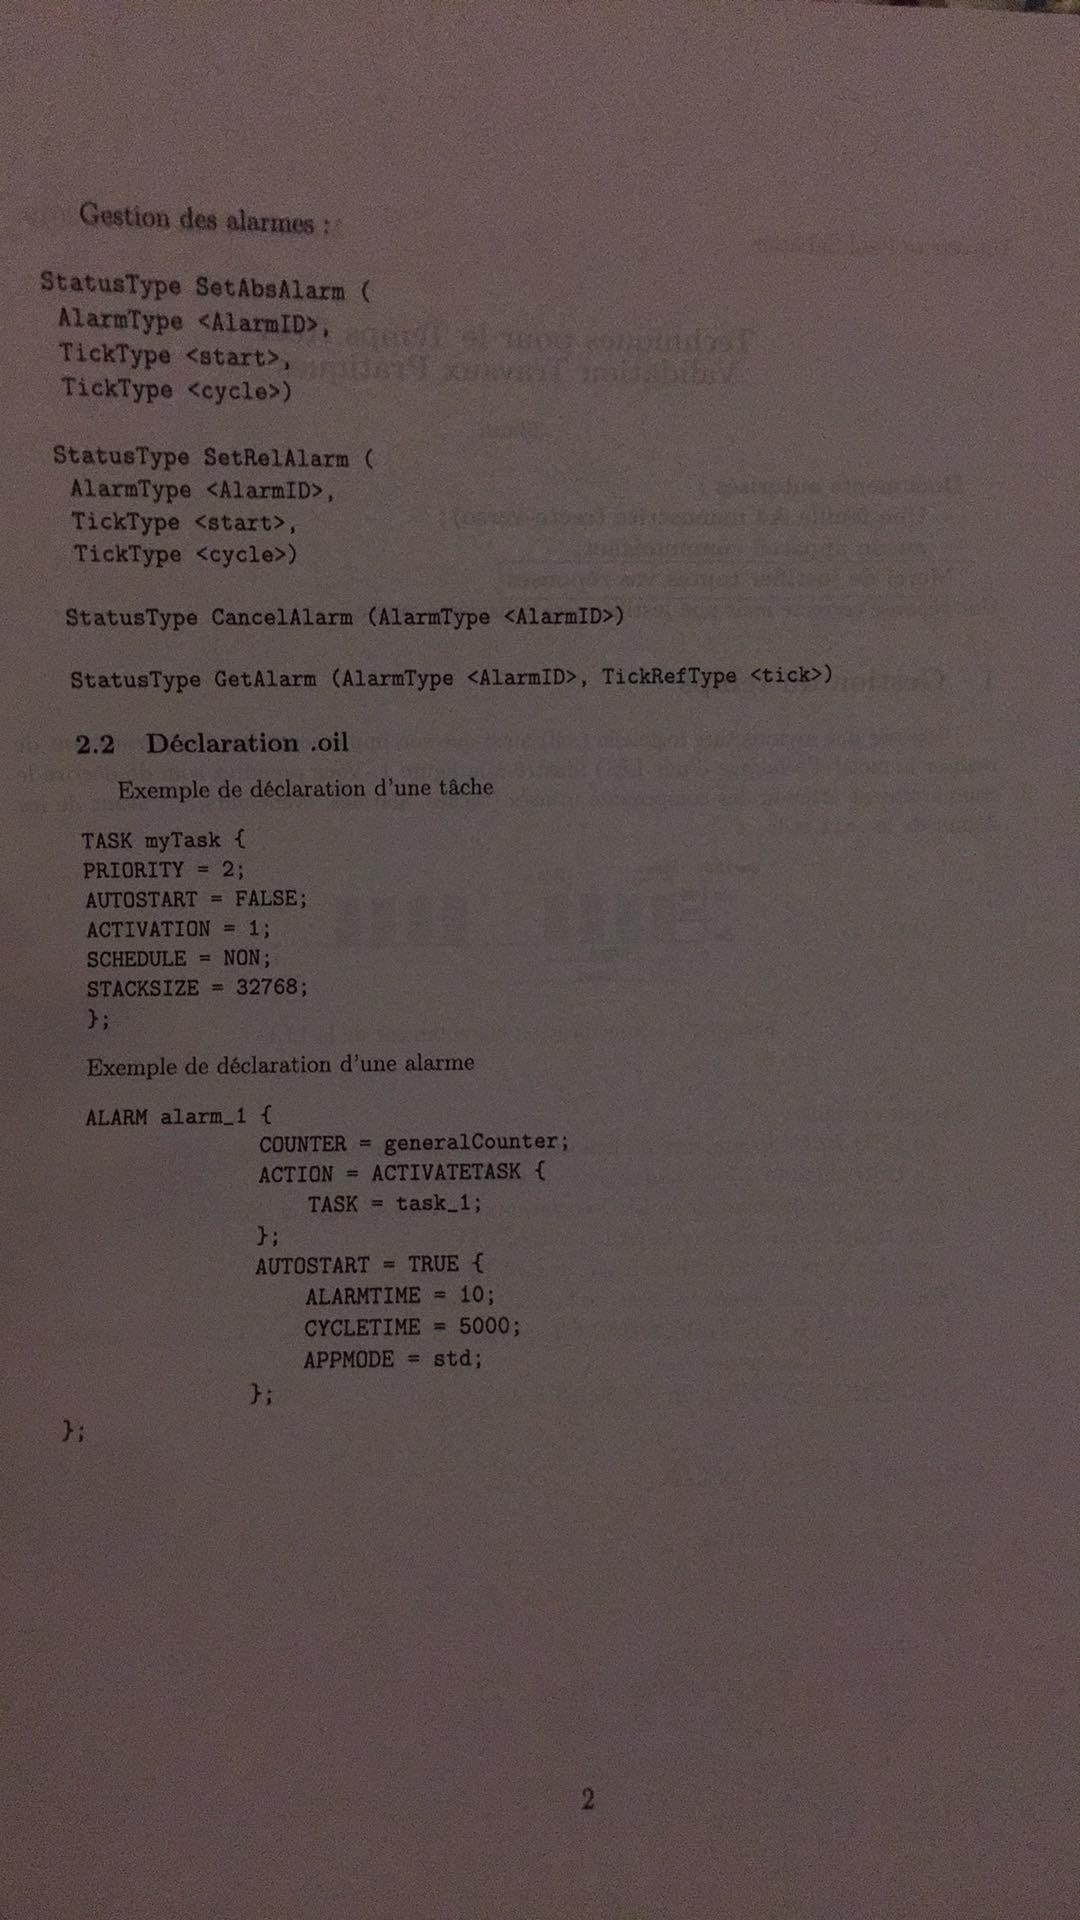 Gestion des alarmes :
StatusType SetAbsAlarm (
AlarmType <AlarmID>,
TickType <start>,
TickType <cycle>)
StatusType SetRelAlarm (
AlarmType <AlarmID>,
TickType <start>,
TickType <cycle>)
StatusType CancelAlarm (AlarmType <AlarmID>)
StatusType GetAlarm (AlarmType <AlarmID>, TickRefType <tick>)
2.2 Déclaration .oil
Exemple de déclaration d'une tâche
TASK myTask {
PRIORITY = 2;
AUTOSTART = FALSE;
ACTIVATION = 1;
SCHEDULE = NON;
STACKSIZE = 32768;
};
Exemple de déclaration d'une alarme
ALARM alarm_1 {
COUNTER = generalCounter;
ACTION = ACTIVATETASK {
TASK = task_1;
};
AUTOSTART = TRUE {
ALARMTIME = 10;
CYCLETIME = 5000;
APPMODE = std;
};
};
2